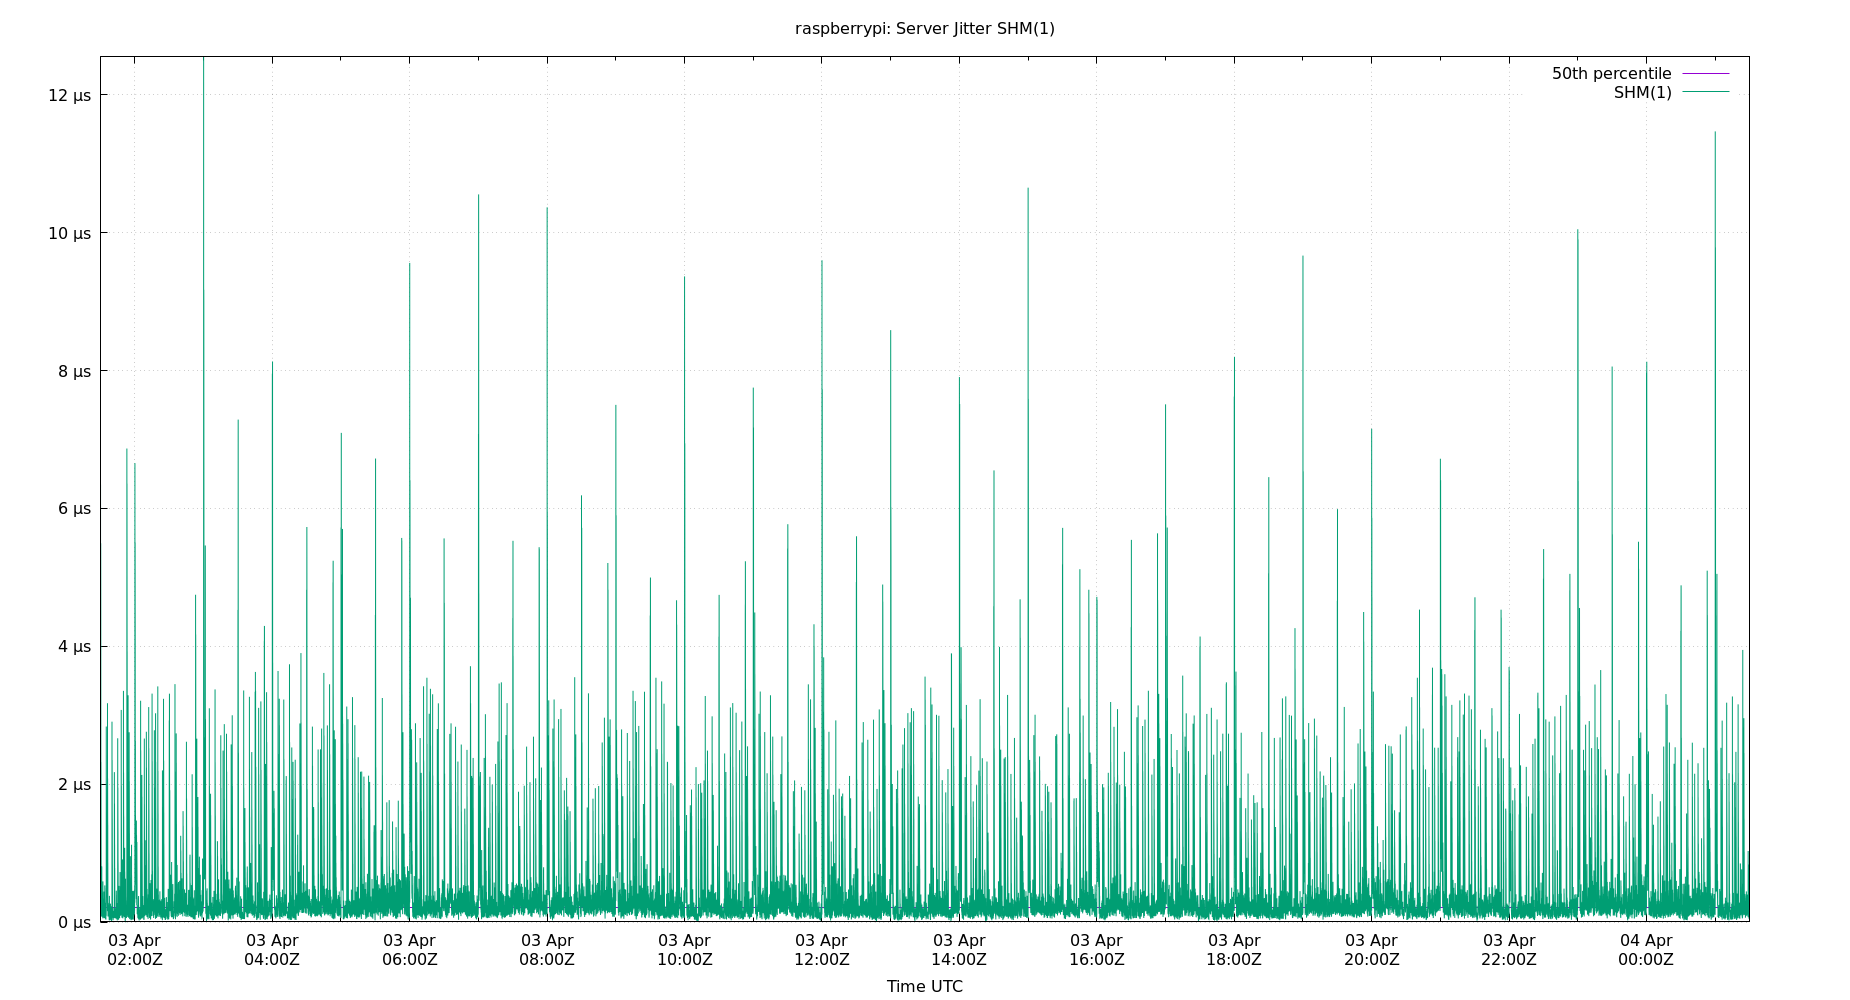 raspberrypi: Server Jitter SHM(1)
50th percentile
SHM(1)
12 µs
10 µs
8 µs
6 µs
4 µs
2 µs
0 µs
03 Apr 03 Apr 03 Apr 03 Apr 03 Apr 03 Apr 03 Apr 03 Apr 03 Apr 03 Apr 03 Apr 04 Apr
02:00Z 04:00Z 06:00Z 08:00Z 10:00Z 12:00Z 14:00Z 16:00Z 18:00Z 20:00Z 22:00Z 00:00Z
Time UTC